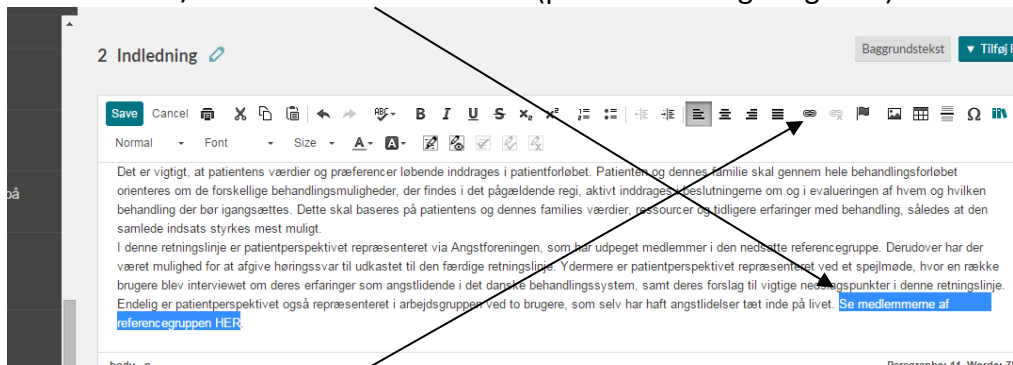 på
2 Indledning
Baggrundstekst ▼ Tilføj
Save Cancel
Normal Font Size A A
Det er vigtigt, at patientens værdier og præferencer løbende inddrages i patientforløbet. Patienten og dennes familie skal gennem hele behandlingsforløbet
orienteres om de forskellige behandlingsmuligheder, der findes i det pågældende regi, aktivt inddrages i beslutningerne om og i evalueringen af hvem og hvilken
behandling der bør igangsættes. Dette skal baseres på patientens og dennes families værdier, ressourcer og tidligere erfaringer med behandling, således at den
samlede indsats styrkes mest muligt.
I denne retningslinje er patientperspektivet repræsenteret via Angstforeningen, som har udpeget medlemmer i den nedsatte referencegruppe. Derudover har der
været mulighed for at afgive høringssvar til udkastet til den færdige retningslinje. Ydermere er patientperspektivet repræsenteret ved et spejlmøde, hvor en række
brugere blev interviewet om deres erfaringer som angstlidende i det danske behandlingssystem, samt deres forslag til vigtige nedslagspunkter i denne retningslinje.
Endelig er patientperspektivet også repræsenteret i arbejdsgruppen ved to brugere, som selv har haft angstlidelser tæt inde på livet. Se medlemmerne af
referencegruppen HER.